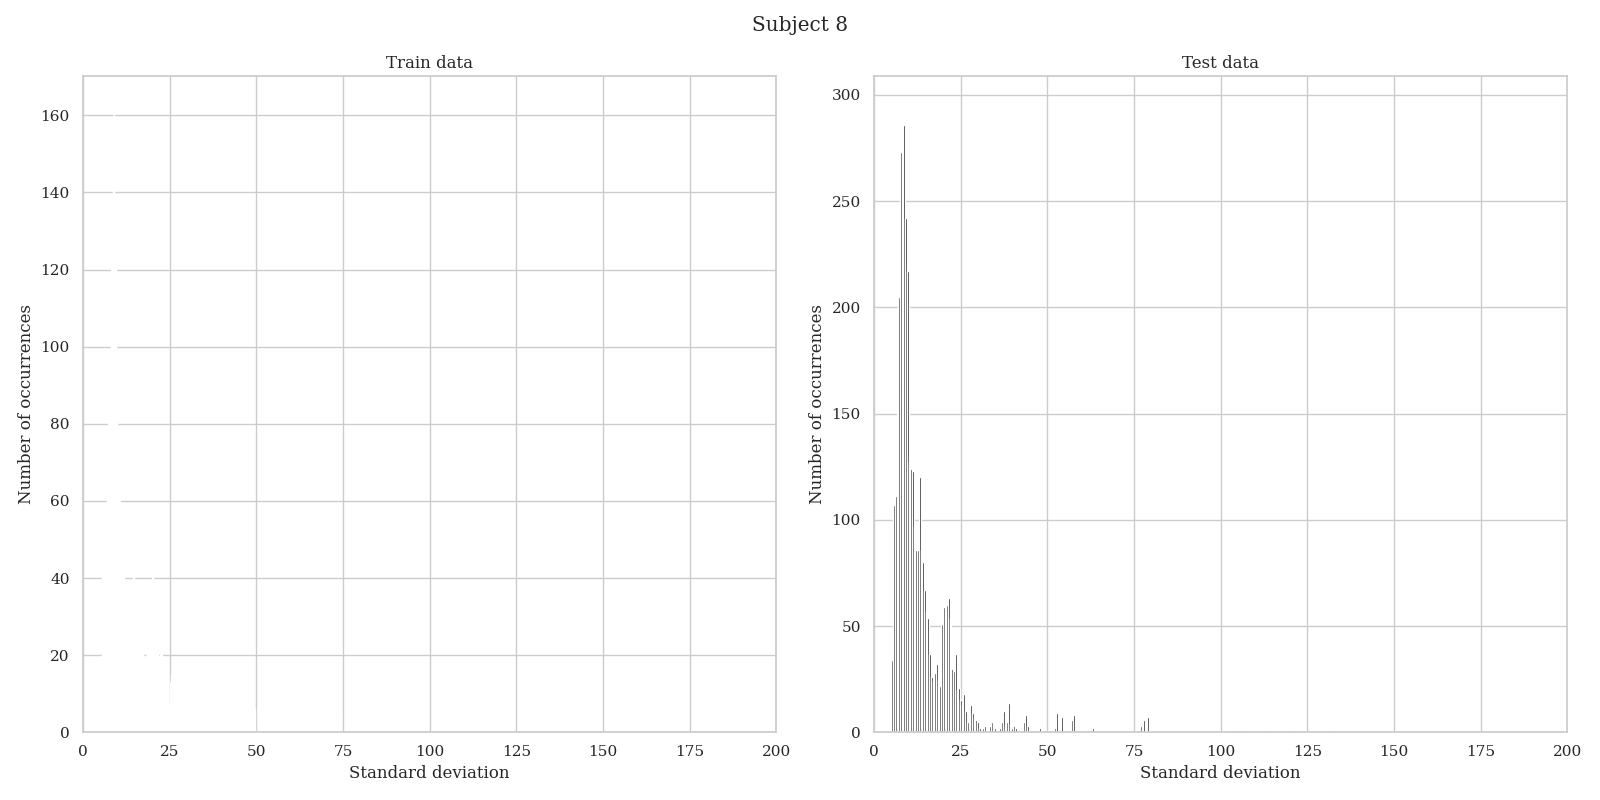 Subject 8
Train data
Number of occurrences
160
140
120
100
80
60
40
20
0
0 25 50 75 100 125 150 175 200
Standard deviation
Test data
Number of occurrences
300
250
200
150
100
50
0
0 25 50 75 100 125 150 175 200
Standard deviation